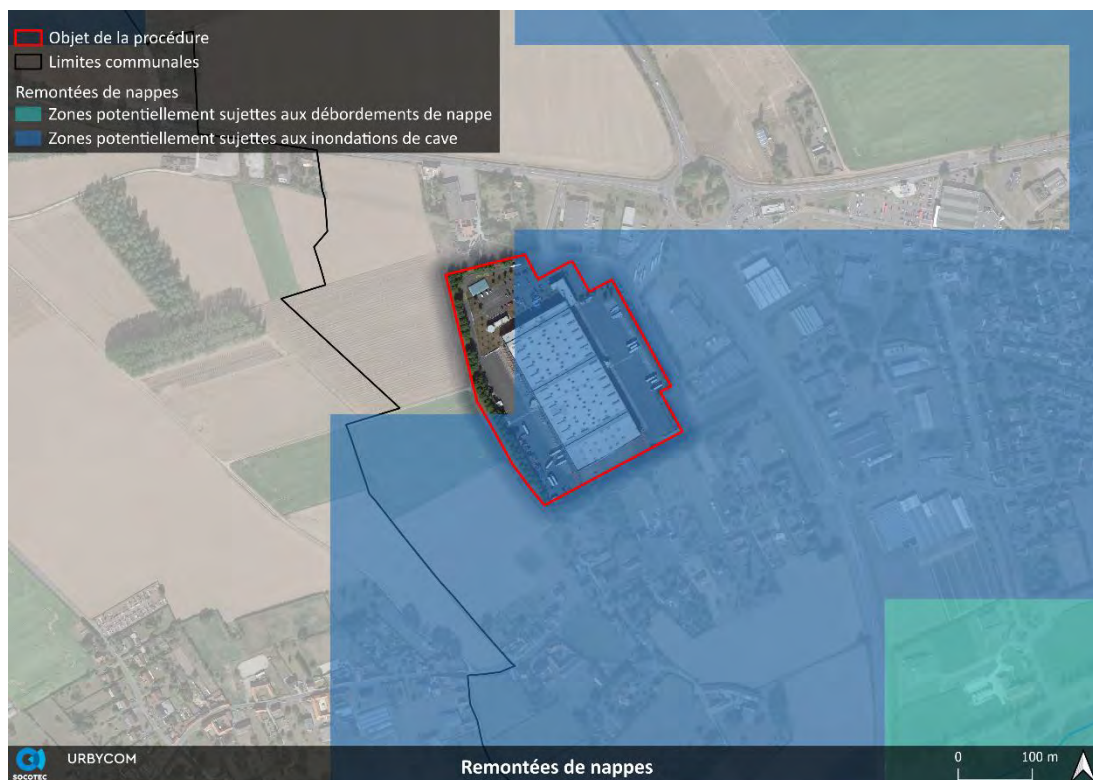 Objet de la procédure
Limites communales
Remontées de nappes
Zones potentiellement sujettes aux débordements de nappe
Zones potentiellement sujettes aux inondations de cave
SOCOTEC
URBYCOM
Remontées de nappes
0 100 m